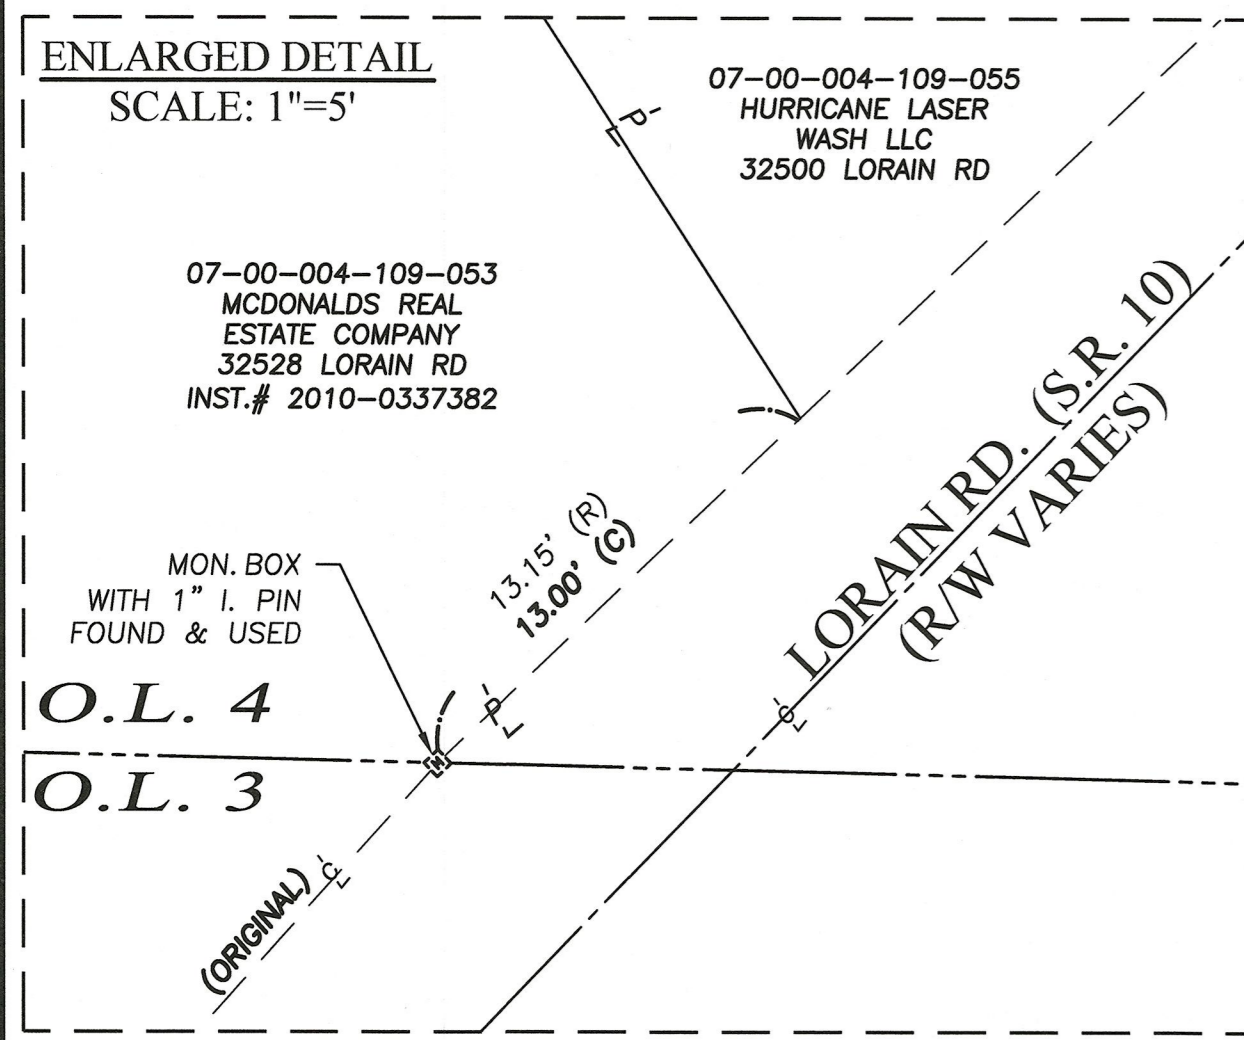 ENLARGED DETAIL
SCALE: 1"=5'
07-00-004-109-055
HURRICANE LASER
WASH LLC
32500 LORAIN RD
P
L
07-00-004-109-053
MCDONALDS REAL
ESTATE COMPANY
32528 LORAIN RD
INST.# 2010-0337382
LORAIN RD. (S.R. 10)
(R/W VARIES)
13.15' (R)
13.00' (C)
MON. BOX
WITH 1" I. PIN
FOUND & USED
P
L
O.L. 4
C
L
M
O.L. 3
(ORIGINAL)
C
L